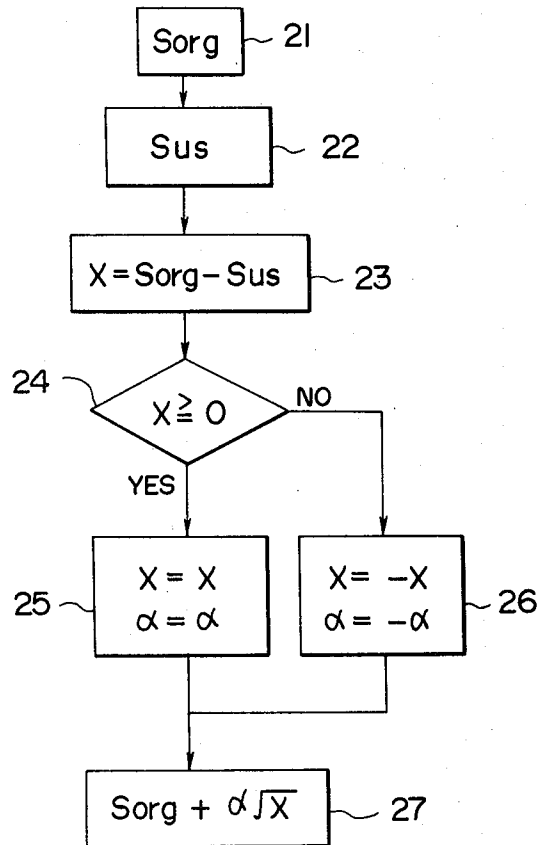 Sorg
21
Sus
22
X = Sorg – Sus
23
24
X ≧ 0
NO
YES
X = X
α = α
25
X = –X
α = –α
26
Sorg + α√X
27